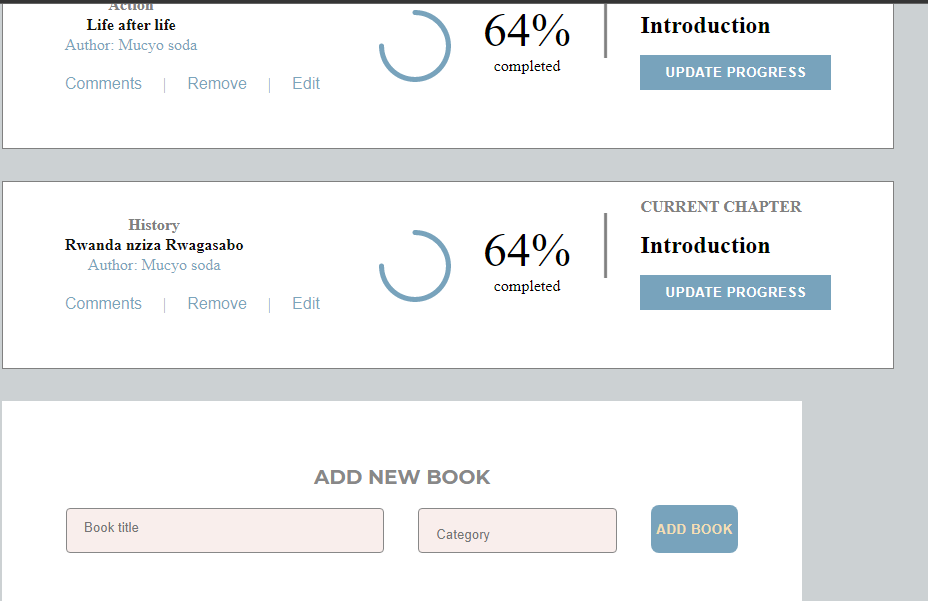 Action
Life after life
Author: Mucyo soda
Comments | Remove | Edit
64%
completed
Introduction
UPDATE PROGRESS
History
Rwanda nziza Rwagasabo
Author: Mucyo soda
Comments | Remove | Edit
64%
completed
CURRENT CHAPTER
Introduction
UPDATE PROGRESS
ADD NEW BOOK
Book title
Category
ADD BOOK